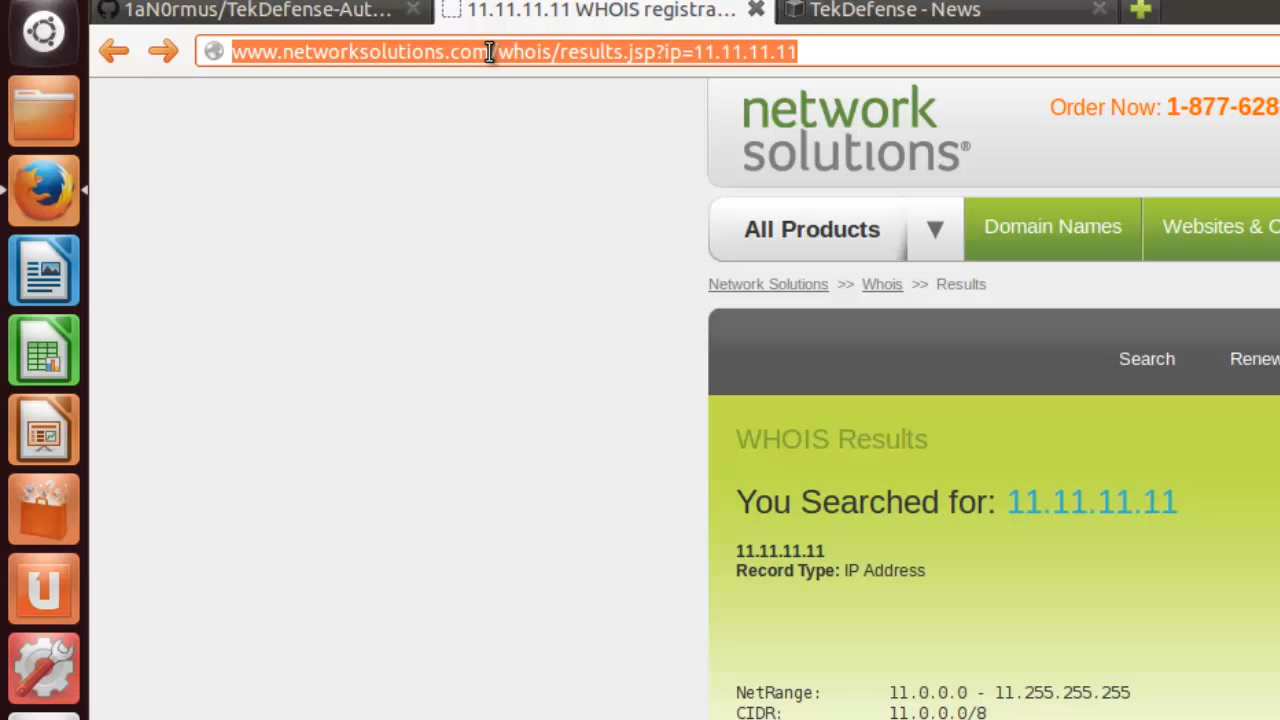 1aN0rmus/TekDefense-Aut...
11.11.11.11 WHOIS registra...
TekDefense - News
www.networksolutions.com/whois/results.jsp?ip=11.11.11.11
network
solutions®
Order Now: 1-877-628
All Products ▼
Domain Names
Websites & C
Network Solutions >> Whois >> Results
Search
Renew
WHOIS Results
You Searched for: 11.11.11.11
11.11.11.11
Record Type: IP Address
NetRange: 11.0.0.0 - 11.255.255.255
CIDR: 11.0.0.0/8